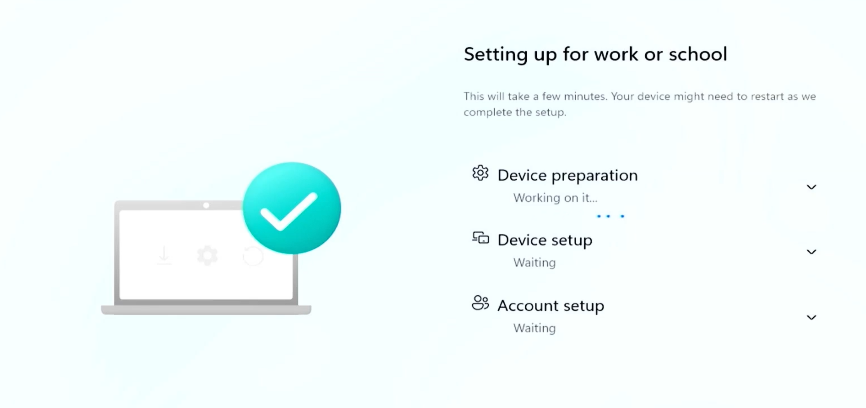 Setting up for work or school
This will take a few minutes. Your device might need to restart as we
complete the setup.
Device preparation
Working on it...
Device setup
Waiting
Account setup
Waiting